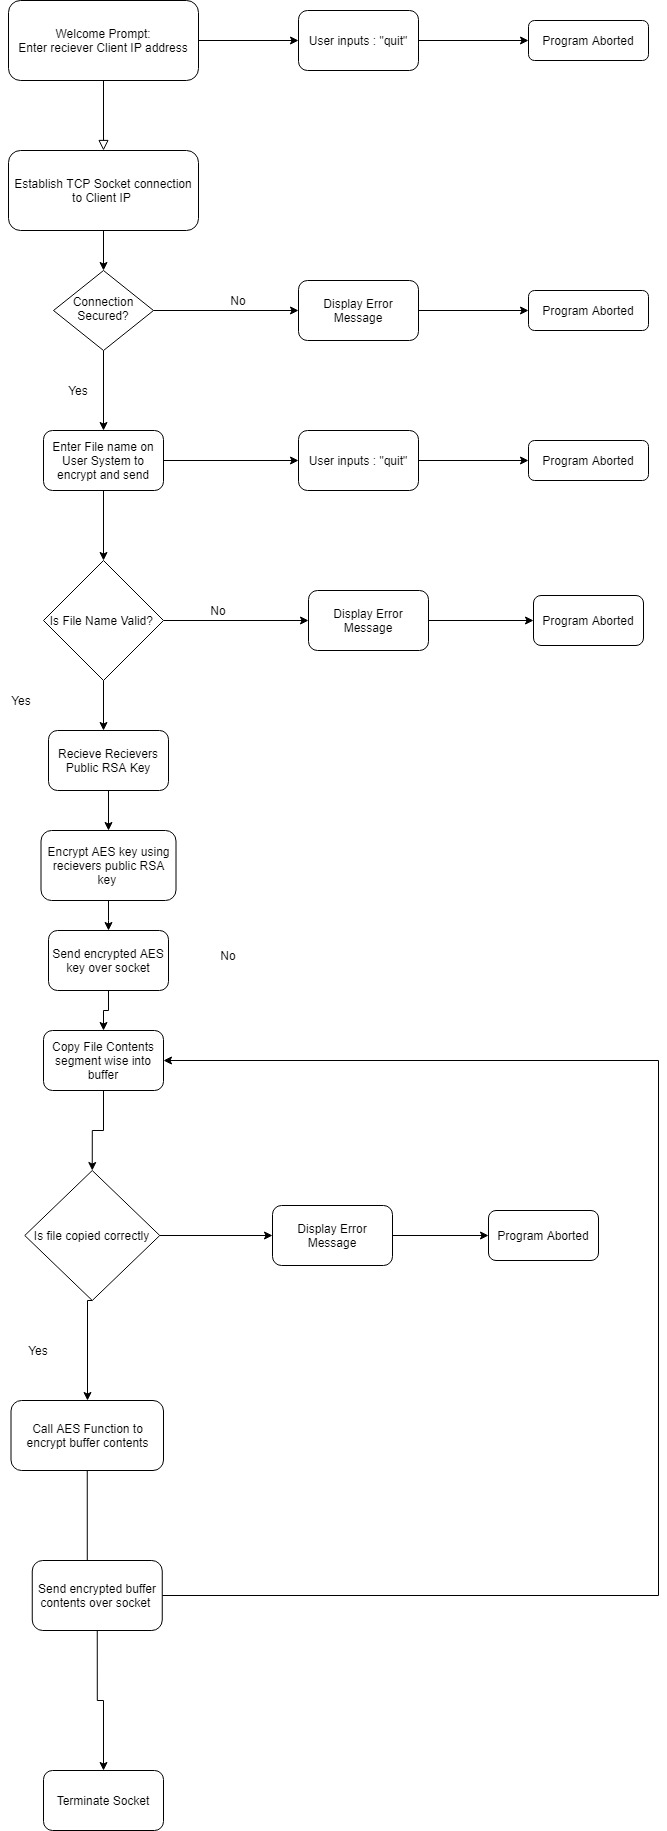 Welcome Prompt:
Enter reciever Client IP address
User inputs : "quit"
Program Aborted
Establish TCP Socket connection
to Client IP
Connection
Secured?
No
Display Error
Message
Program Aborted
Yes
Enter File name on
User System to
encrypt and send
User inputs : "quit"
Program Aborted
Is File Name Valid?
No
Display Error
Message
Program Aborted
Yes
Recieve Recievers
Public RSA Key
Encrypt AES key using
recievers public RSA
key
Send encrypted AES
key over socket
No
Copy File Contents
segment wise into
buffer
Is file copied correctly
Display Error
Message
Program Aborted
Yes
Call AES Function to
encrypt buffer contents
Send encrypted buffer
contents over socket
Terminate Socket